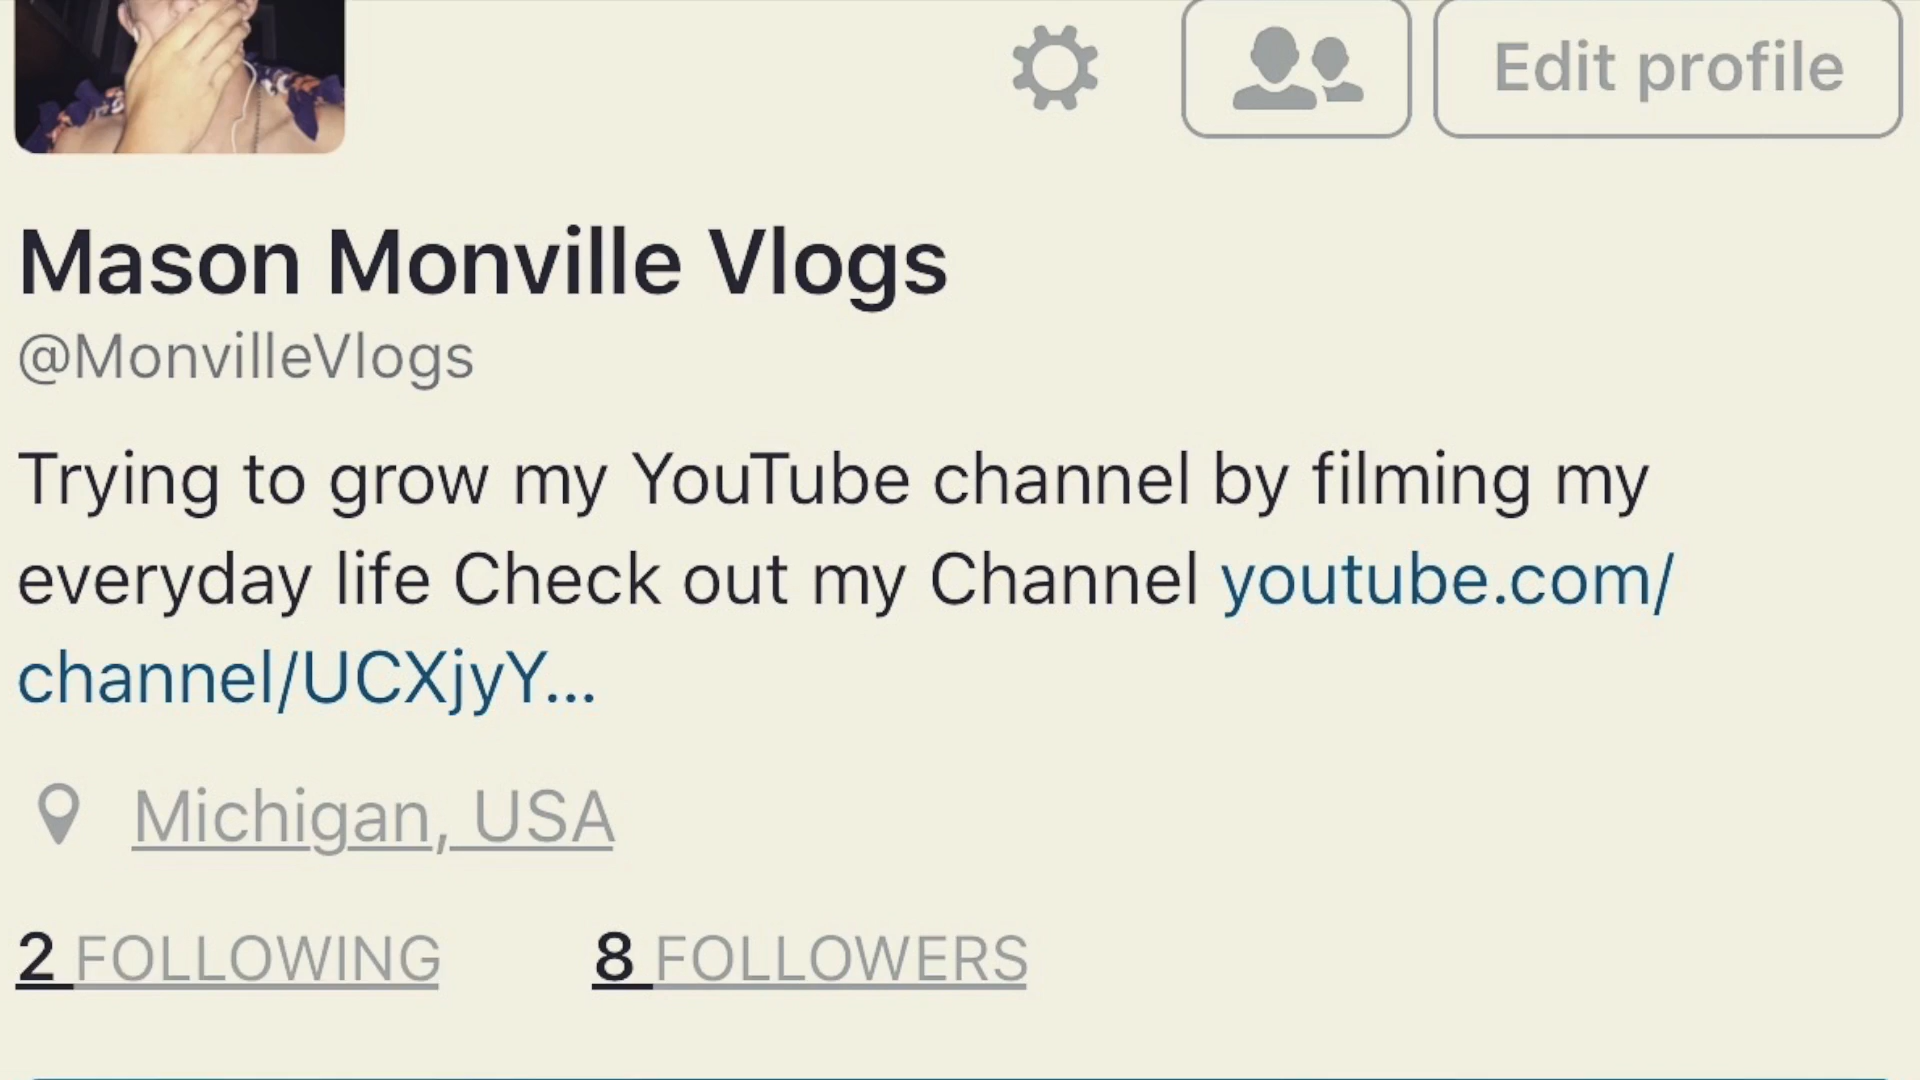 Edit profile
Mason Monville Vlogs
@MonvilleVlogs
Trying to grow my YouTube channel by filming my
everyday life Check out my Channel youtube.com/
channel/UCXjyY...
Michigan, USA
2 FOLLOWING 8 FOLLOWERS